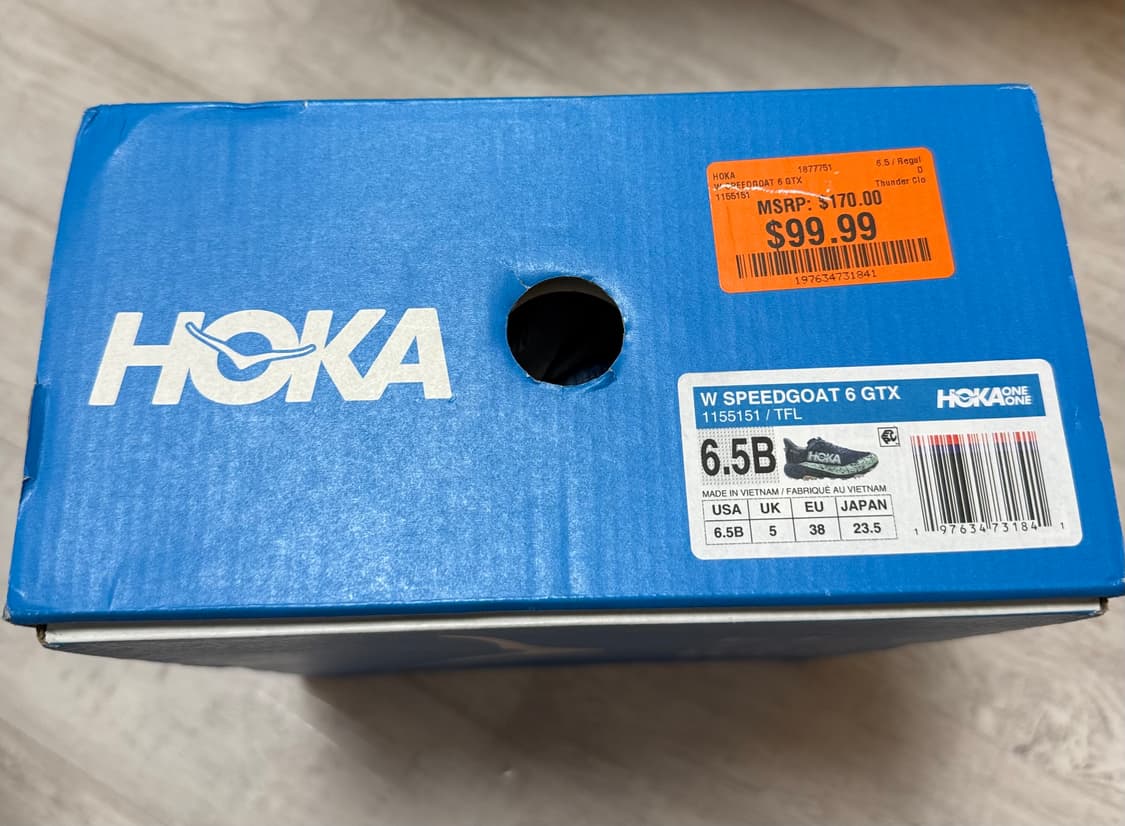 HOKA
HOKA 1877751 6.5 / Regal
W SPEEDGOAT 6 GTX D
1155151 Thunder Clo
MSRP: $170.00
$99.99
197634731841
W SPEEDGOAT 6 GTX
1155151 / TFL
HOKA ONE ONE
6.5B
HOKA
MADE IN VIETNAM / FABRIQUÉ AU VIETNAM
USA UK EU JAPAN
6.5B 5 38 23.5
1 97634 73184 1